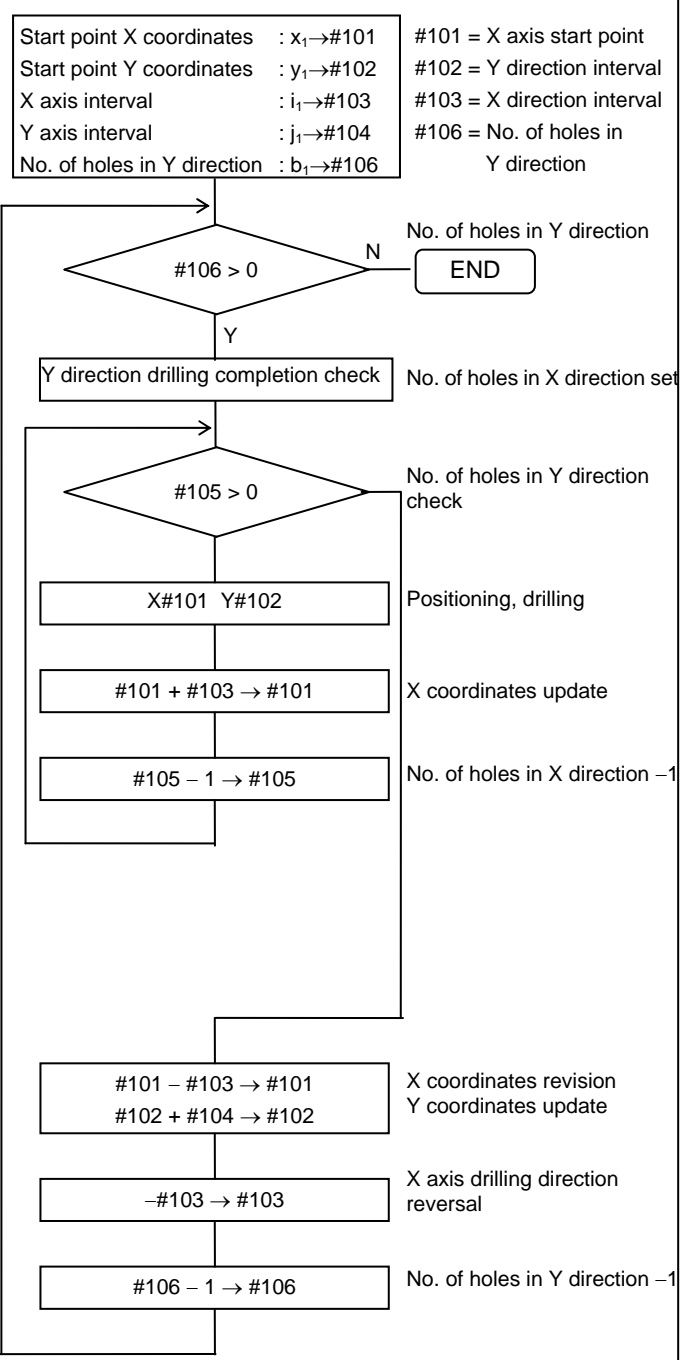 Start point X coordinates : x₁→#101
Start point Y coordinates : y₁→#102
X axis interval : i₁→#103
Y axis interval : j₁→#104
No. of holes in Y direction : b₁→#106
#101 = X axis start point
#102 = Y direction interval
#103 = X direction interval
#106 = No. of holes in
Y direction
No. of holes in Y direction
#106 > 0
N
END
Y
Y direction drilling completion check
No. of holes in X direction set
#105 > 0
No. of holes in Y direction
check
X#101 Y#102
Positioning, drilling
#101 + #103 → #101
X coordinates update
#105 − 1 → #105
No. of holes in X direction −1
#101 − #103 → #101
#102 + #104 → #102
X coordinates revision
Y coordinates update
−#103 → #103
X axis drilling direction
reversal
#106 − 1 → #106
No. of holes in Y direction −1